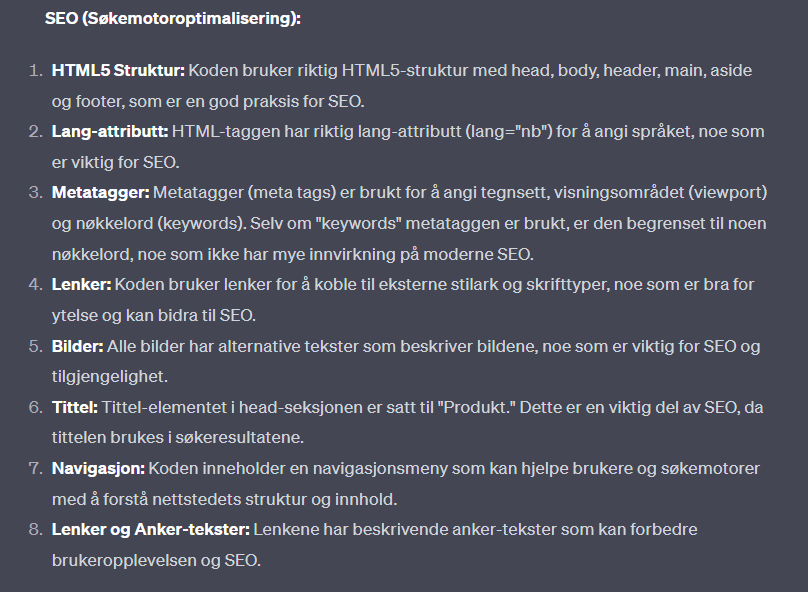 SEO (Søkemotoroptimalisering):
1. HTML5 Struktur: Koden bruker riktig HTML5-struktur med head, body, header, main, aside
og footer, som er en god praksis for SEO.
2. Lang-attributt: HTML-taggen har riktig lang-attributt (lang="nb") for å angi språket, noe som
er viktig for SEO.
3. Metatagger: Metatagger (meta tags) er brukt for å angi tegnsett, visningsområdet (viewport)
og nøkkelord (keywords). Selv om "keywords" metataggen er brukt, er den begrenset til noen
nøkkelord, noe som ikke har mye innvirkning på moderne SEO.
4. Lenker: Koden bruker lenker for å koble til eksterne stilark og skrifttyper, noe som er bra for
ytelse og kan bidra til SEO.
5. Bilder: Alle bilder har alternative tekster som beskriver bildene, noe som er viktig for SEO og
tilgjengelighet.
6. Tittel: Tittel-elementet i head-seksjonen er satt til "Produkt." Dette er en viktig del av SEO, da
tittelen brukes i søkeresultatene.
7. Navigasjon: Koden inneholder en navigasjonsmeny som kan hjelpe brukere og søkemotorer
med å forstå nettstedets struktur og innhold.
8. Lenker og Anker-tekster: Lenkene har beskrivende anker-tekster som kan forbedre
brukeropplevelsen og SEO.